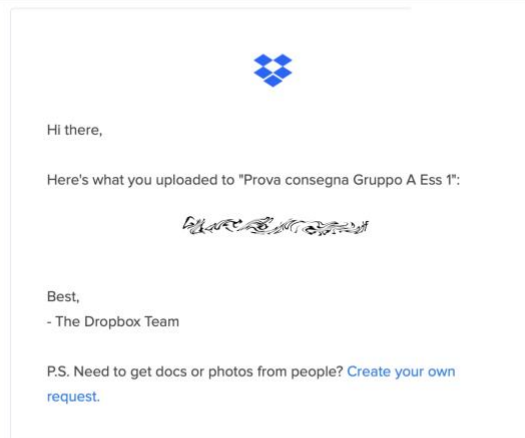 Hi there,
Here's what you uploaded to "Prova consegna Gruppo A Ess 1":
Best,
- The Dropbox Team
P.S. Need to get docs or photos from people? Create your own
request.